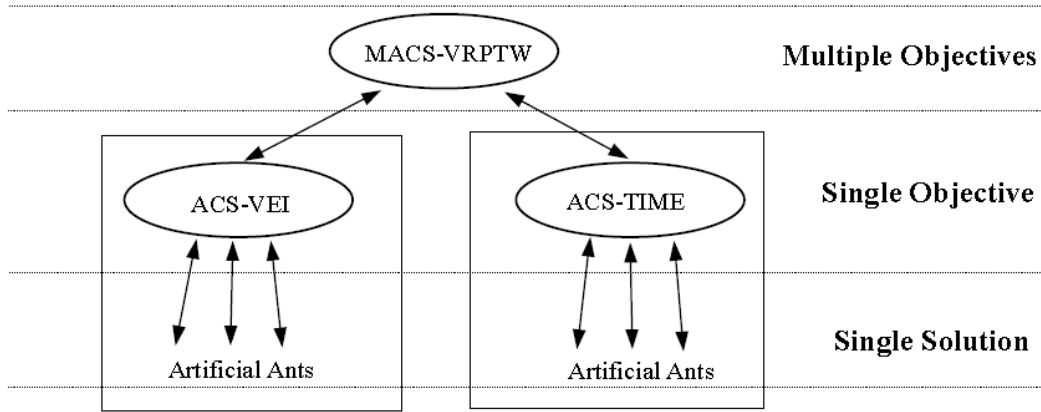 MACS-VRPTW
Multiple Objectives
ACS-VEI
ACS-TIME
Single Objective
Artificial Ants
Artificial Ants
Single Solution